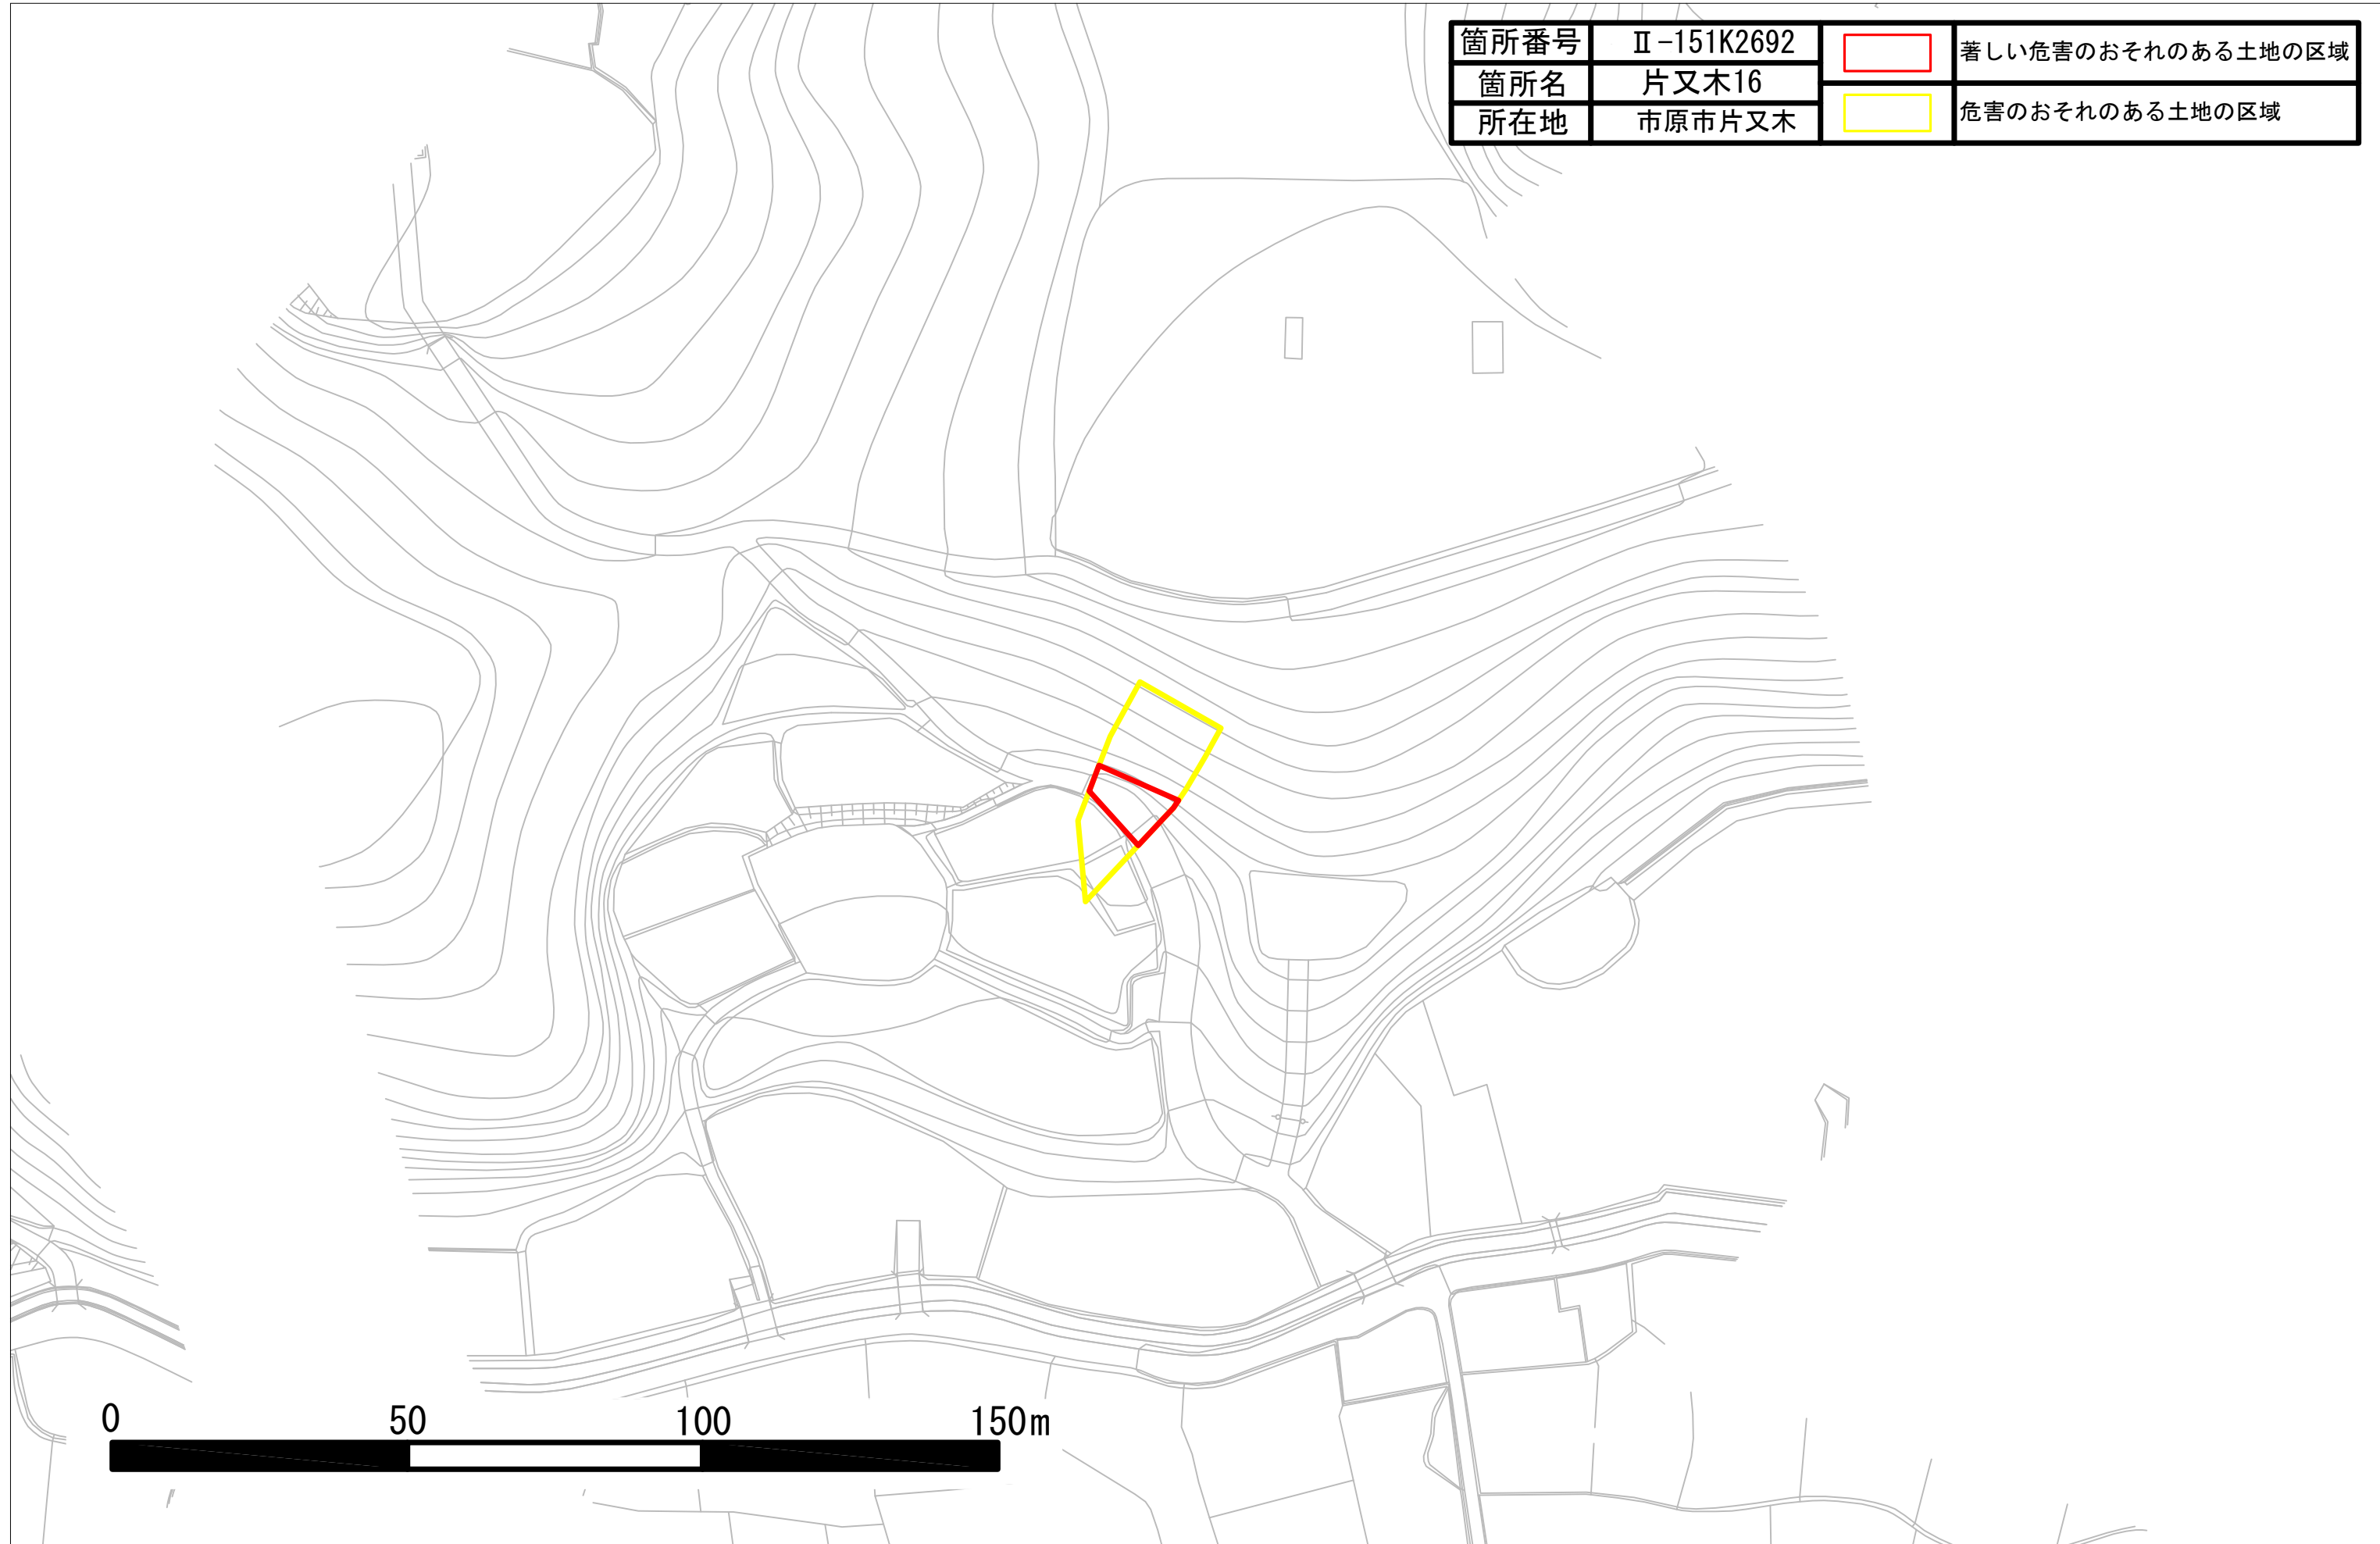 箇所番号 Ⅱ-151K2692
箇所名 片又木16
所在地 市原市片又木
著しい危害のおそれのある土地の区域
危害のおそれのある土地の区域
0 50 100 150m